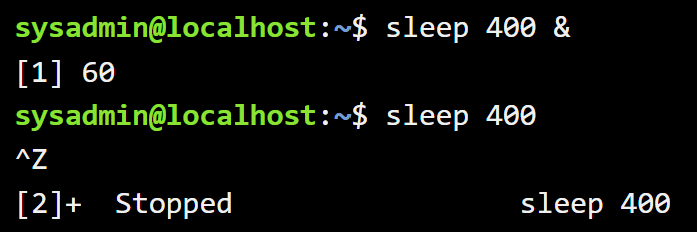 sysadmin@localhost:~$ sleep 400 &
[1] 60
sysadmin@localhost:~$ sleep 400
^Z
[2]+  Stopped                 sleep 400